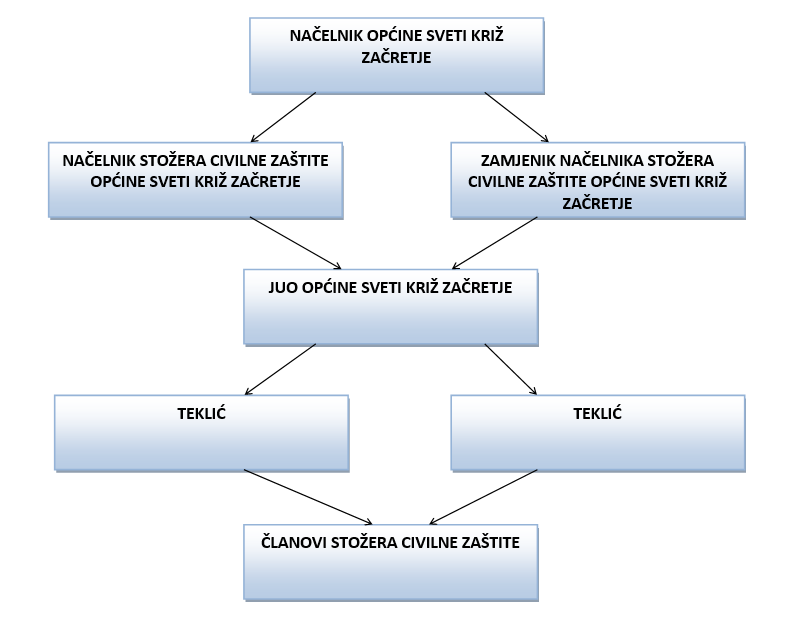 NAČELNIK OPĆINE SVETI KRIŽ
ZAČRETJE
NAČELNIK STOŽERA CIVILNE ZAŠTITE
OPĆINE SVETI KRIŽ ZAČRETJE
ZAMJENIK NAČELNIKA STOŽERA
CIVILNE ZAŠTITE OPĆINE SVETI KRIŽ
ZAČRETJE
JUO OPĆINE SVETI KRIŽ ZAČRETJE
TEKLIĆ
TEKLIĆ
ČLANOVI STOŽERA CIVILNE ZAŠTITE